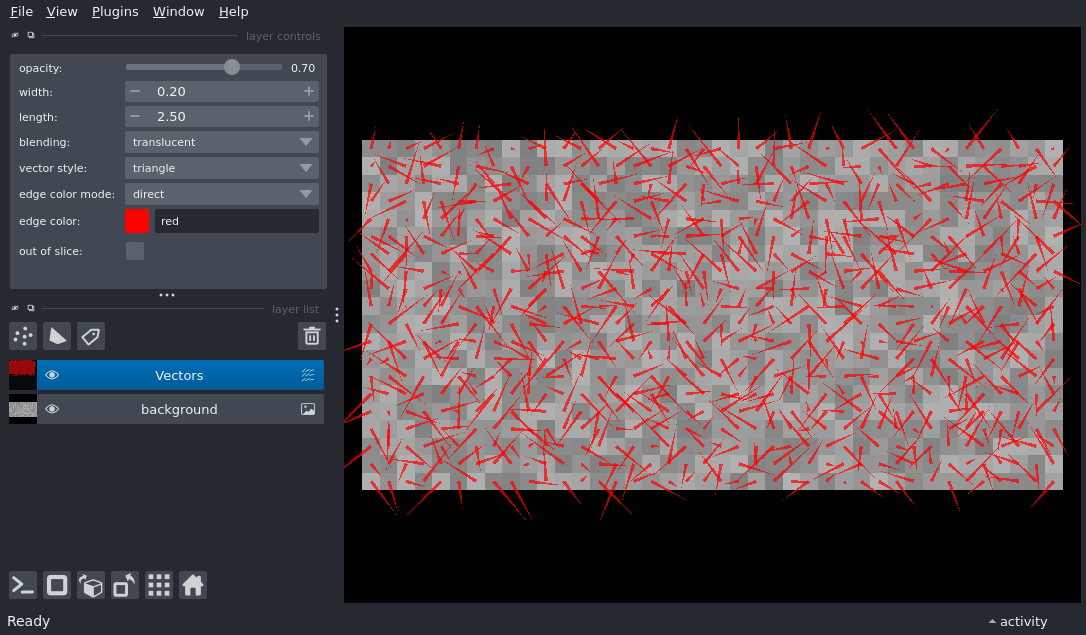 File View Plugins Window Help
layer controls
opacity: 0.70
width: − 0.20 +
length: − 2.50 +
blending: translucent
vector style: triangle
edge color mode: direct
edge color: red
out of slice:
layer list
Vectors
background
Ready
activity